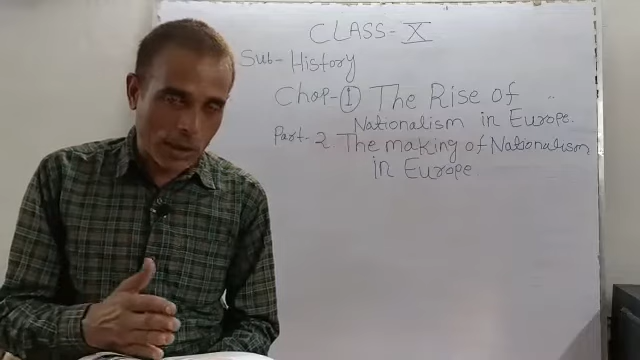 CLASS- X
Sub- History
Chap- 1 The Rise of
Nationalism in Europe.
Part- 2 The making of Nationalism
in Europe